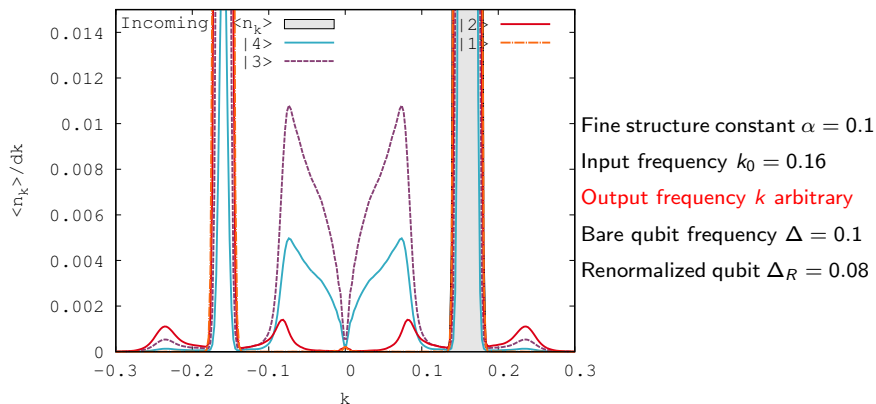 Incoming <n_k>
|4>
|3>
|2>
|1>
<n_k>/dk
0.014
0.012
0.01
0.008
0.006
0.004
0.002
0
−0.3 −0.2 −0.1 0 0.1 0.2 0.3
k
Fine structure constant α = 0.1
Input frequency k₀ = 0.16
Output frequency k arbitrary
Bare qubit frequency Δ = 0.1
Renormalized qubit Δ_R = 0.08